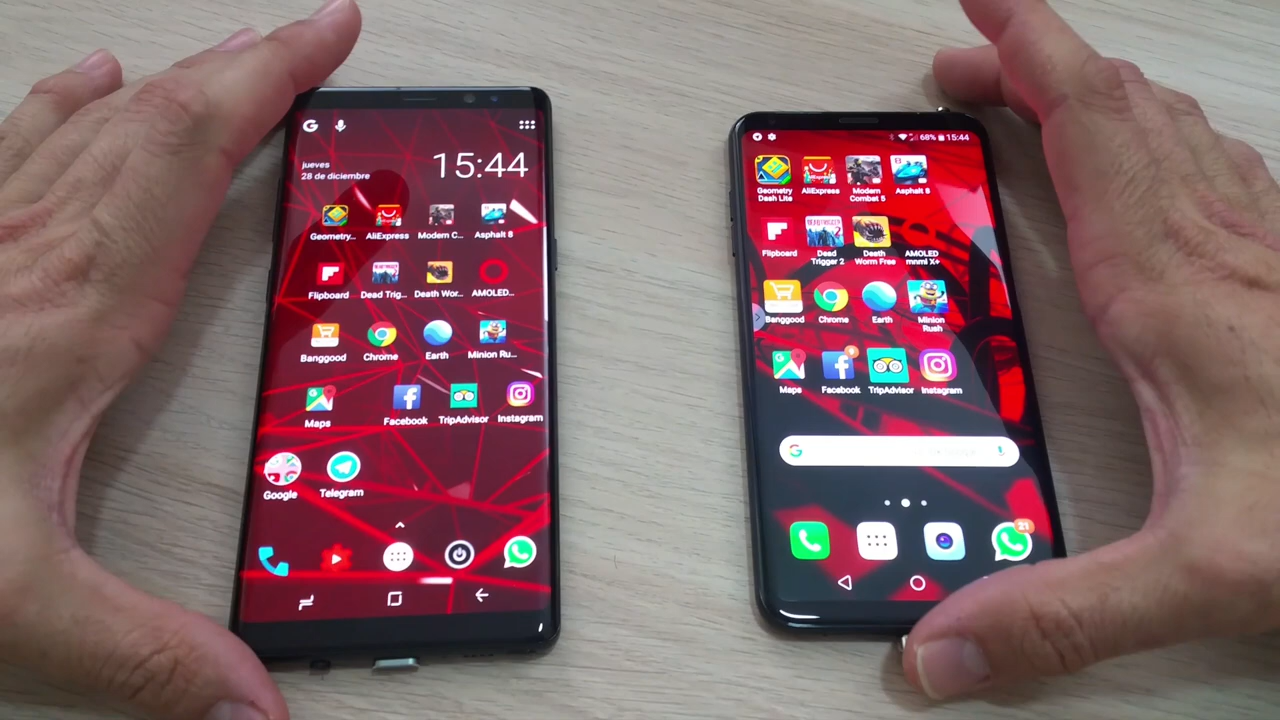 jueves
28 de diciembre
15:44
Geometry...
AliExpress
Modern C...
Asphalt 8
Flipboard
Dead Trig...
Death Wor...
AMOLED...
Banggood
Chrome
Earth
Minion Ru...
Maps
Facebook
TripAdvisor
Instagram
Google
Telegram
68% 15:44
Geometry
Dash Lite
AliExpress
Modern
Combat 5
Asphalt 8
Flipboard
Dead
Trigger 2
Death
Worm Free
AMOLED
mnml X+
Banggood
Chrome
Earth
Minion
Rush
Maps
Facebook
9
TripAdvisor
Instagram
21